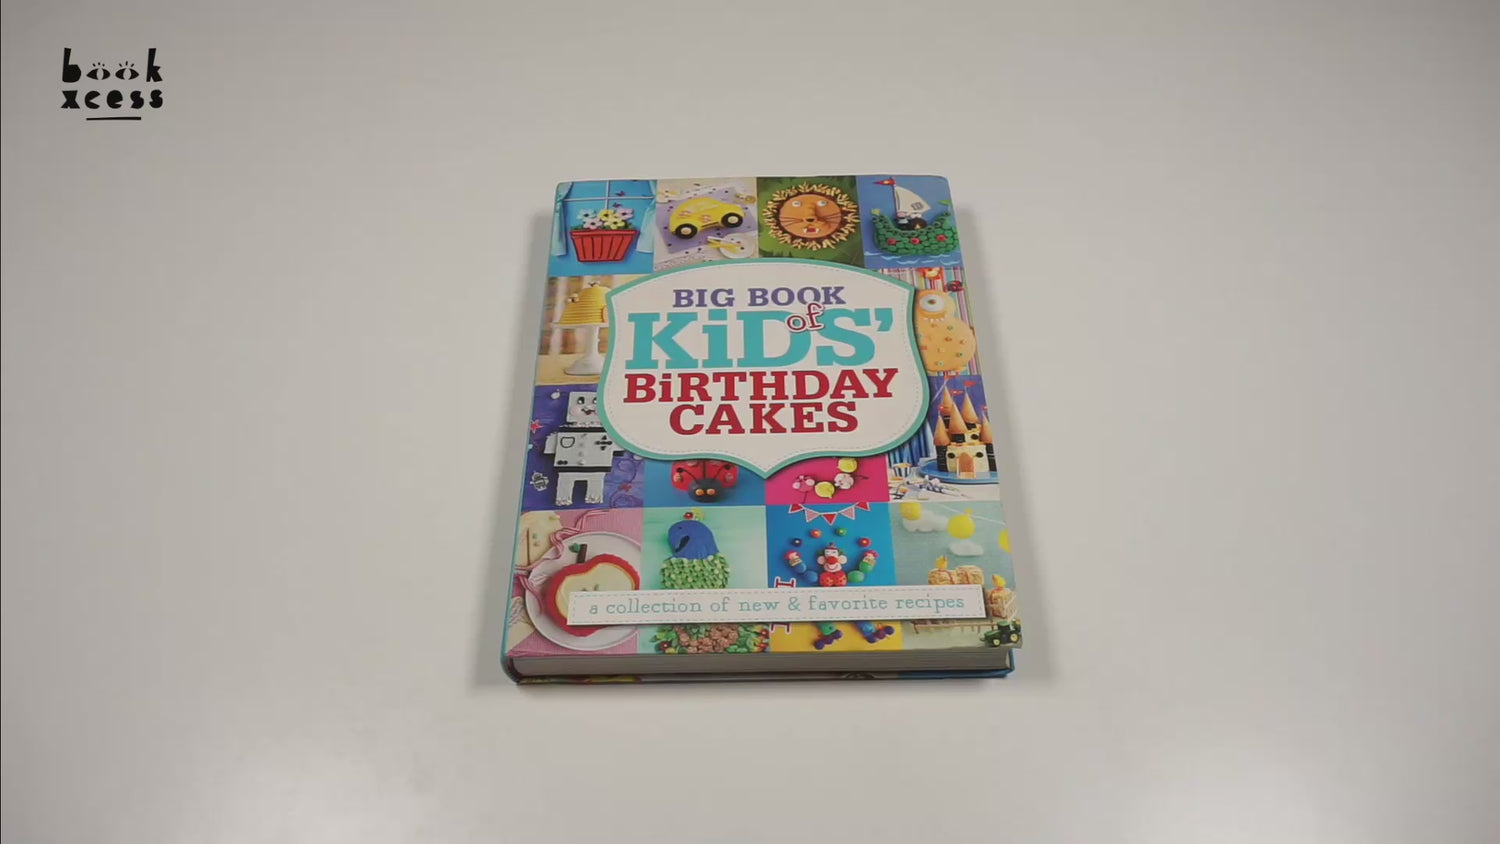 book
xcess
BIG BOOK
of
KiDS'
BiRTHDAY
CAKES
a collection of new & favorite recipes